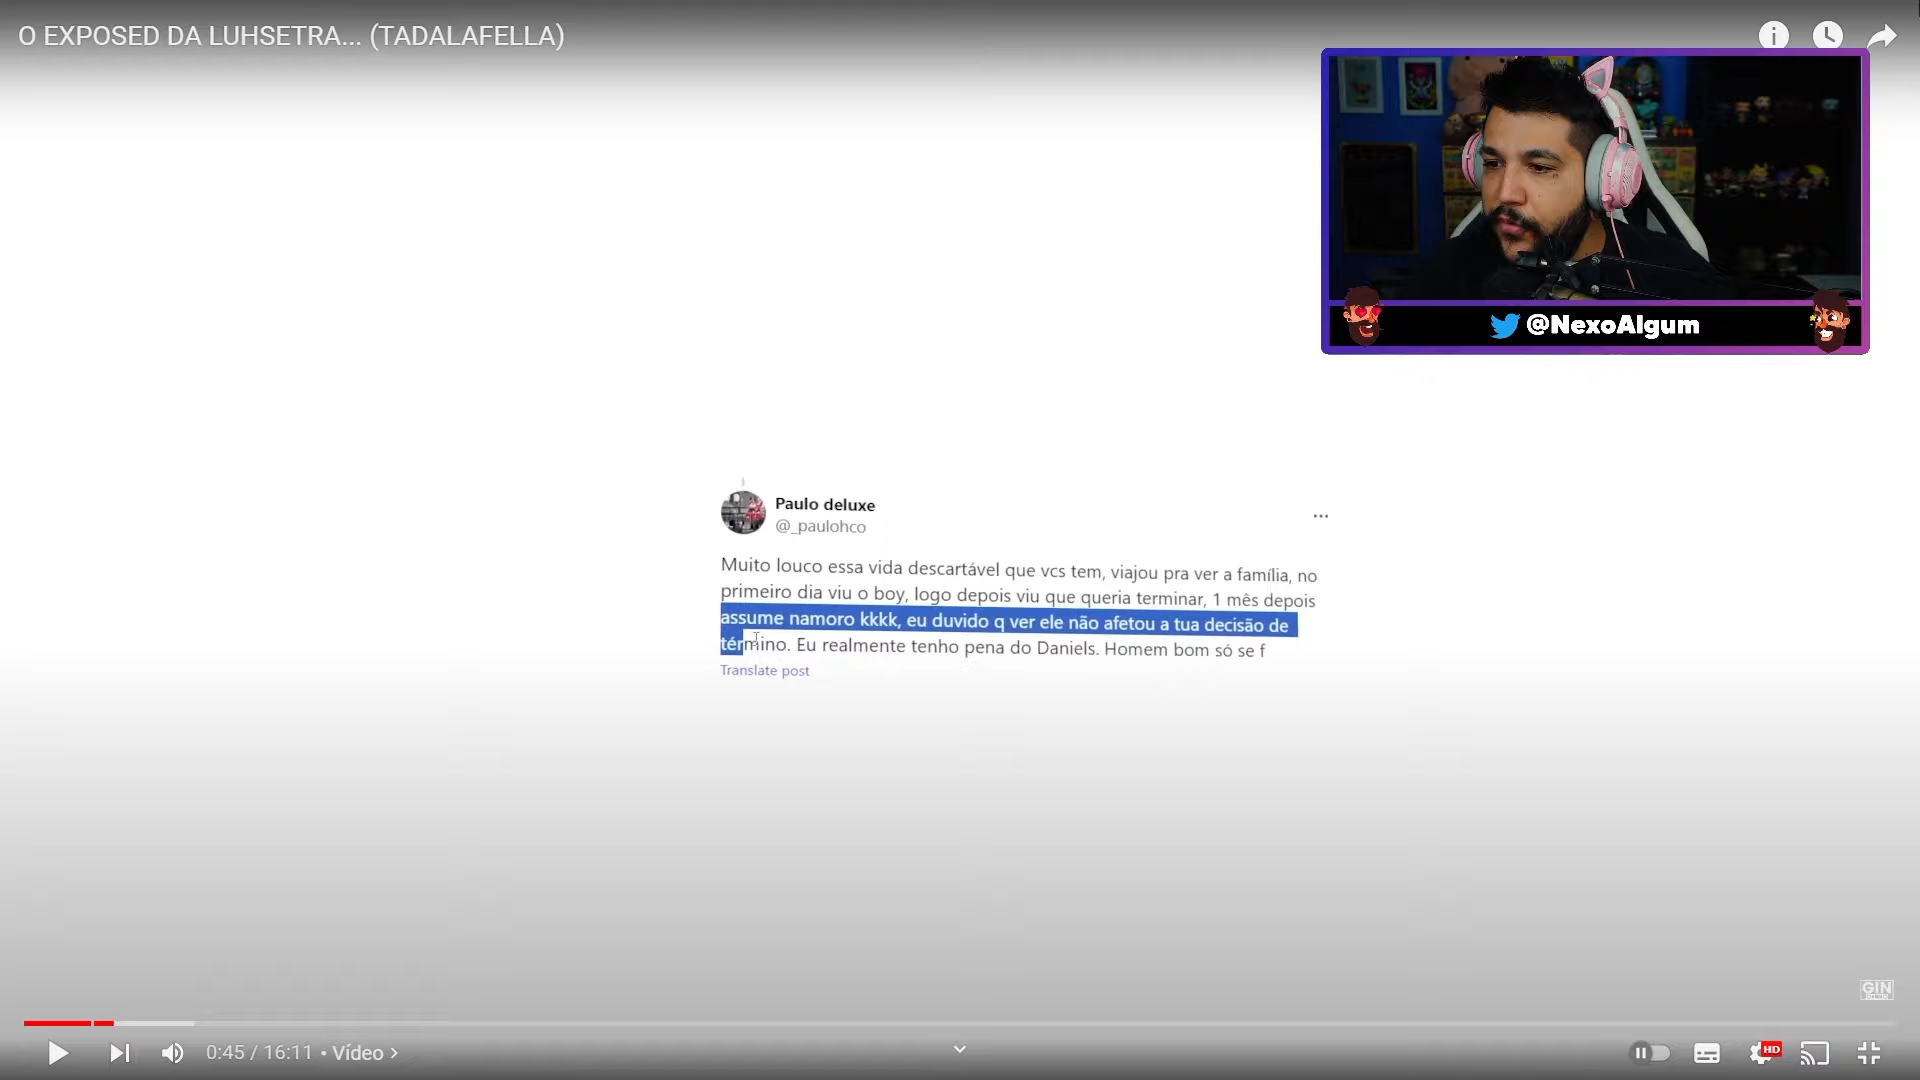 O EXPOSED DA LUHSETRA... (TADALAFELLA)
@NexoAlgum
Paulo deluxe
@_paulohco
Muito louco essa vida descartável que vcs tem, viajou pra ver a família, no
primeiro dia viu o boy, logo depois viu que queria terminar, 1 mês depois
assume namoro kkkk, eu duvido q ver ele não afetou a tua decisão de
término. Eu realmente tenho pena do Daniels. Homem bom só se f
Translate post
GIN
0:45 / 16:11 • Vídeo
HD